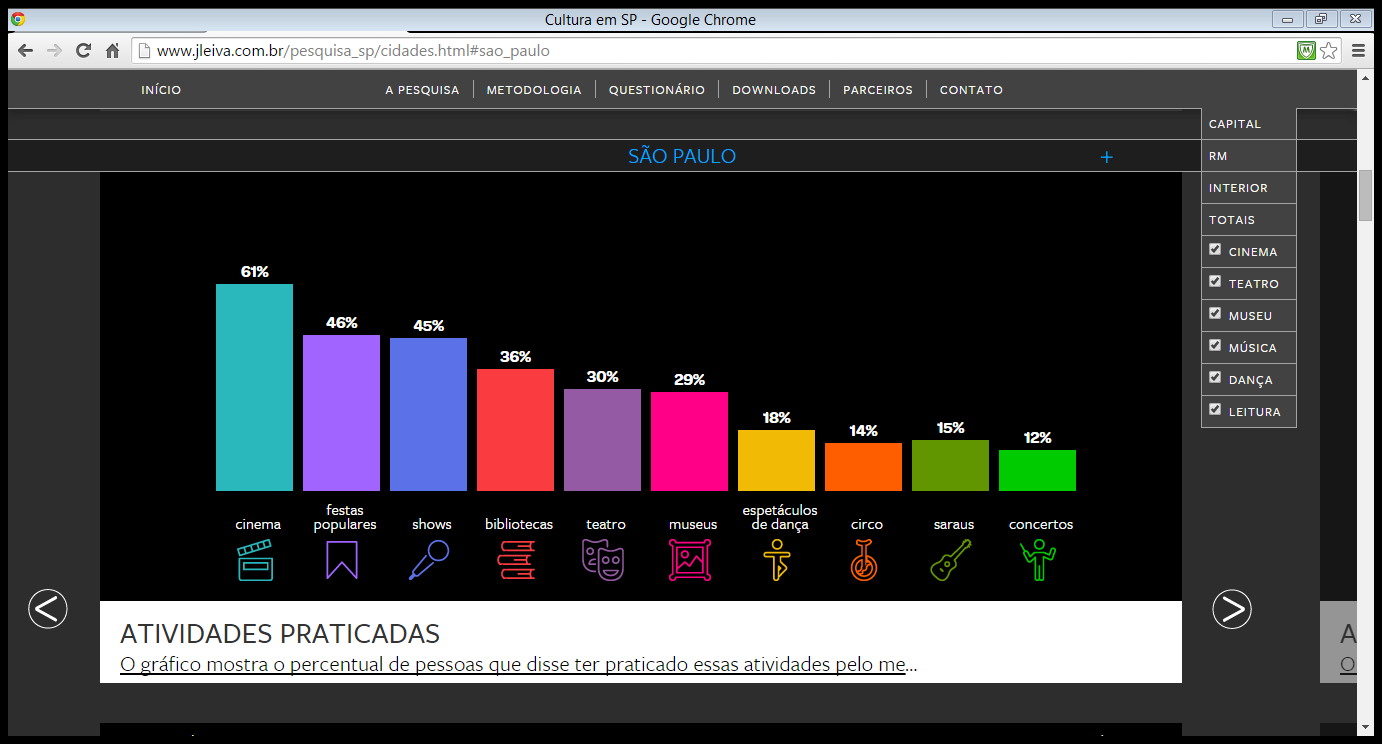 Cultura em SP - Google Chrome
www.jleiva.com.br/pesquisa_sp/cidades.html#sao_paulo
INÍCIO
A PESQUISA
METODOLOGIA
QUESTIONÁRIO
DOWNLOADS
PARCEIROS
CONTATO
SÃO PAULO
+
CAPITAL
RM
INTERIOR
TOTAIS
CINEMA
TEATRO
MUSEU
MÚSICA
DANÇA
LEITURA
61%
46%
45%
36%
30%
29%
18%
14%
15%
12%
cinema
festas
populares
shows
bibliotecas
teatro
museus
espetáculos
de dança
circo
saraus
concertos
ATIVIDADES PRATICADAS
O gráfico mostra o percentual de pessoas que disse ter praticado essas atividades pelo me...
A
O